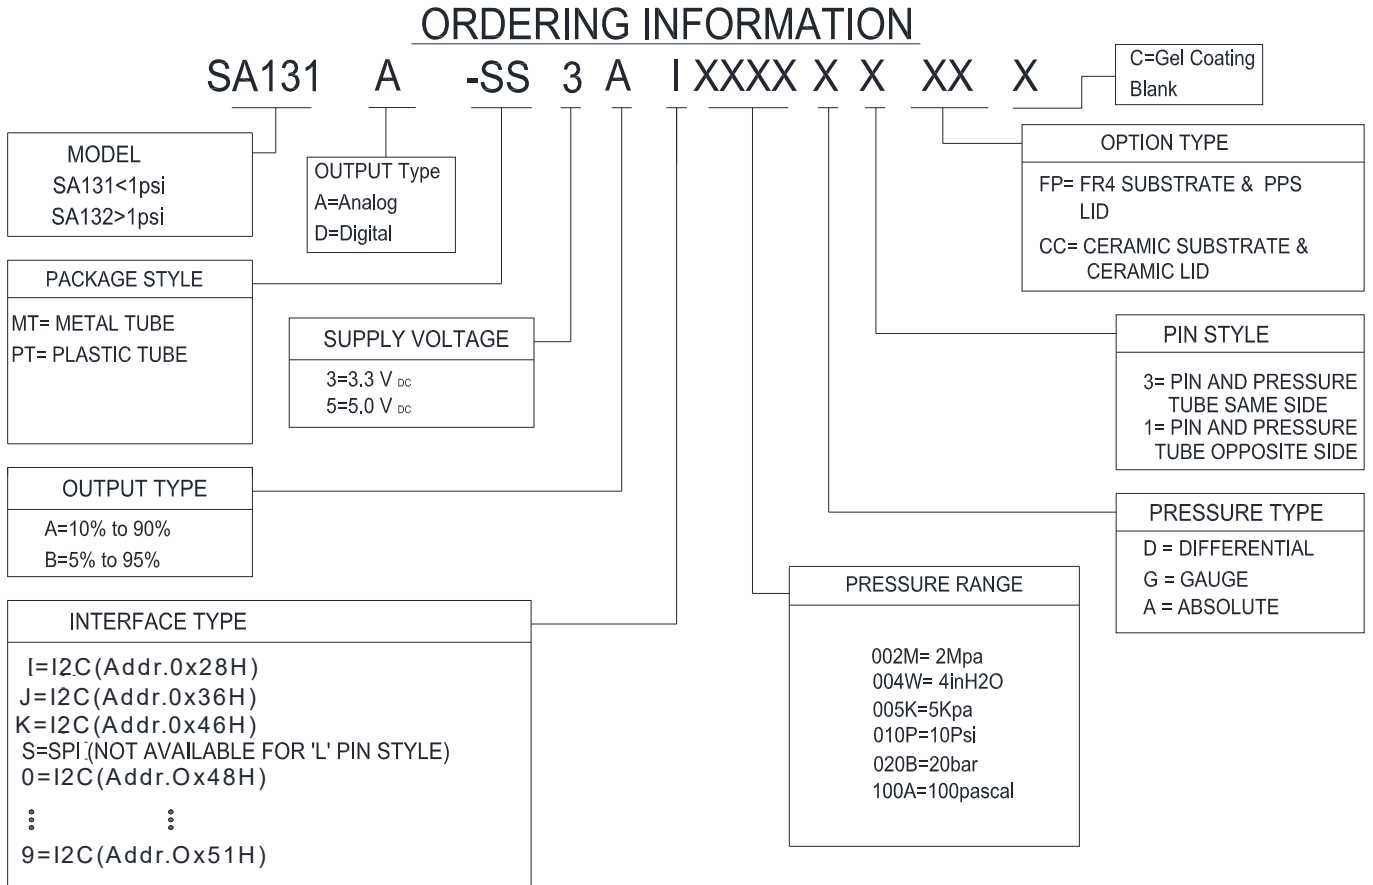 ORDERING INFORMATION
SA131 A -SS 3 A I XXXX X X XX X
C=Gel Coating
Blank
MODEL
SA131<1psi
SA132>1psi
OUTPUT Type
A=Analog
D=Digital
OPTION TYPE
FP= FR4 SUBSTRATE & PPS
LID
CC= CERAMIC SUBSTRATE &
CERAMIC LID
PACKAGE STYLE
MT= METAL TUBE
PT= PLASTIC TUBE
SUPPLY VOLTAGE
3=3.3 V DC
5=5.0 V DC
PIN STYLE
3= PIN AND PRESSURE
TUBE SAME SIDE
1= PIN AND PRESSURE
TUBE OPPOSITE SIDE
OUTPUT TYPE
A=10% to 90%
B=5% to 95%
PRESSURE TYPE
D = DIFFERENTIAL
G = GAUGE
A = ABSOLUTE
INTERFACE TYPE
I=I2C(Addr.0x28H)
J=I2C(Addr.0x36H)
K=I2C(Addr.0x46H)
S=SPI (NOT AVAILABLE FOR 'L' PIN STYLE)
0=I2C(Addr.Ox48H)
9=I2C(Addr.Ox51H)
PRESSURE RANGE
002M= 2Mpa
004W= 4inH2O
005K=5Kpa
010P=10Psi
020B=20bar
100A=100pascal